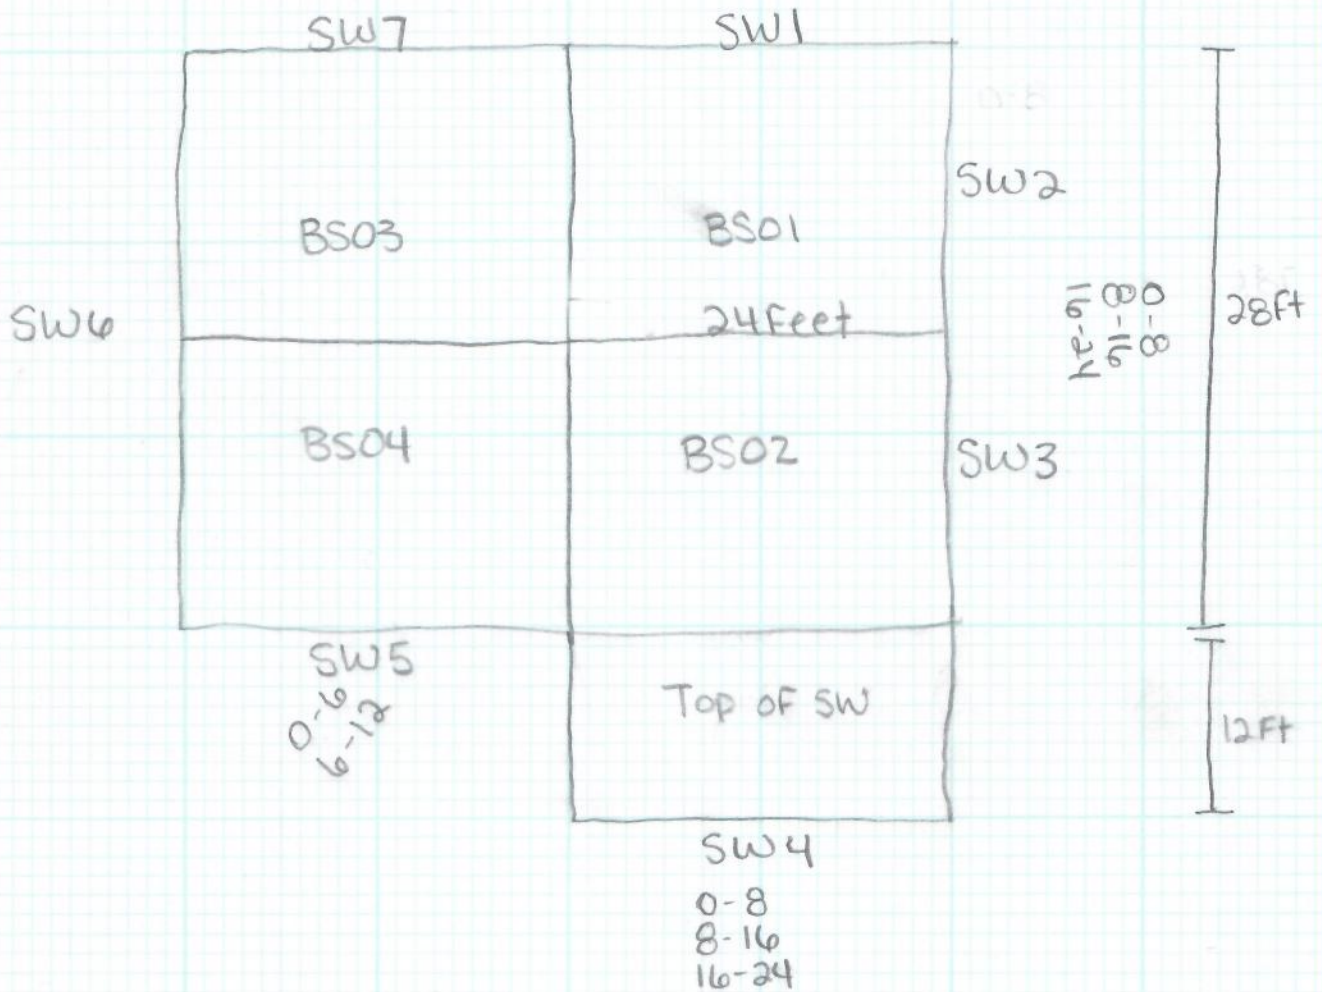 SW7
SW1
SW2
BS03
BS01
24Feet
SW6
0-8
8-16
16-24
28ft
BS04
BS02
SW3
SW5
0-6
6-12
Top of SW
12Ft
SW4
0-8
8-16
16-24